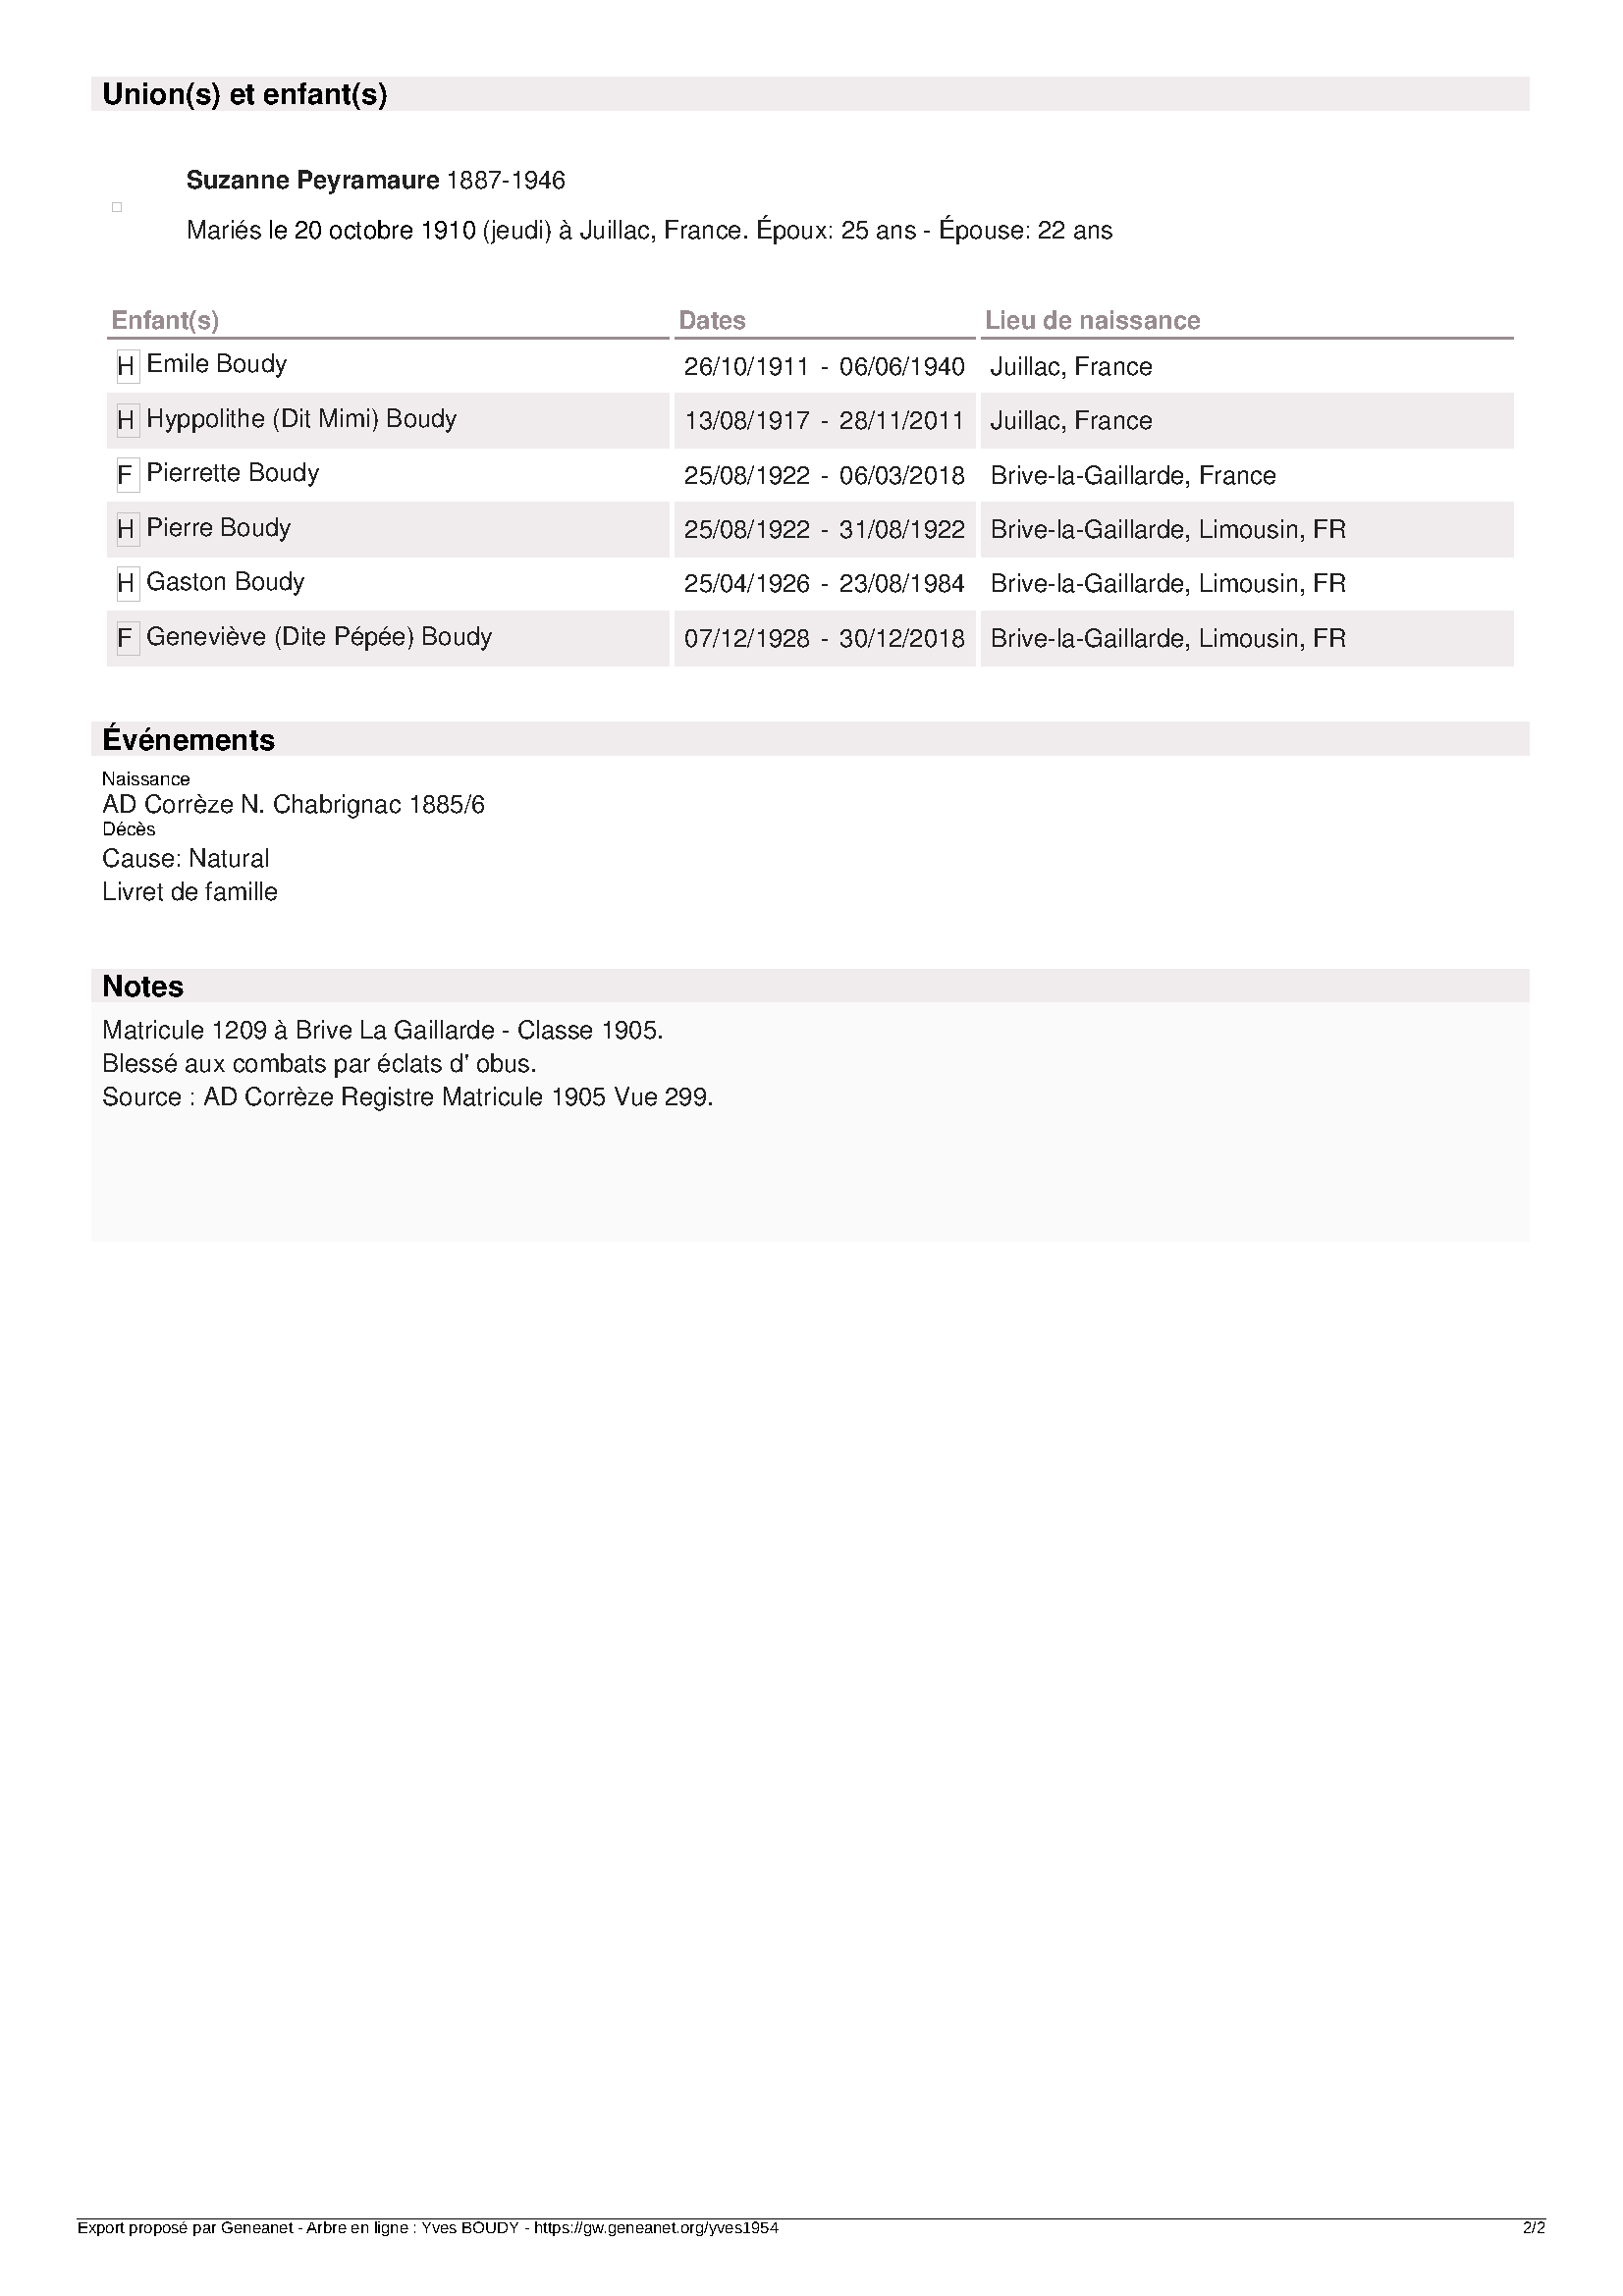 Union(s) et enfant(s)
Suzanne Peyramaure 1887-1946
Mariés le 20 octobre 1910 (jeudi) à Juillac, France. Époux: 25 ans - Épouse: 22 ans
Enfant(s) Dates Lieu de naissance
H Emile Boudy 26/10/1911 - 06/06/1940 Juillac, France
H Hyppolithe (Dit Mimi) Boudy 13/08/1917 - 28/11/2011 Juillac, France
F Pierrette Boudy 25/08/1922 - 06/03/2018 Brive-la-Gaillarde, France
H Pierre Boudy 25/08/1922 - 31/08/1922 Brive-la-Gaillarde, Limousin, FR
H Gaston Boudy 25/04/1926 - 23/08/1984 Brive-la-Gaillarde, Limousin, FR
F Geneviève (Dite Pépée) Boudy 07/12/1928 - 30/12/2018 Brive-la-Gaillarde, Limousin, FR
Événements
Naissance
AD Corrèze N. Chabrignac 1885/6
Décès
Cause: Natural
Livret de famille
Notes
Matricule 1209 à Brive La Gaillarde - Classe 1905.
Blessé aux combats par éclats d' obus.
Source : AD Corrèze Registre Matricule 1905 Vue 299.
Export proposé par Geneanet - Arbre en ligne : Yves BOUDY - https://gw.geneanet.org/yves1954 2/2